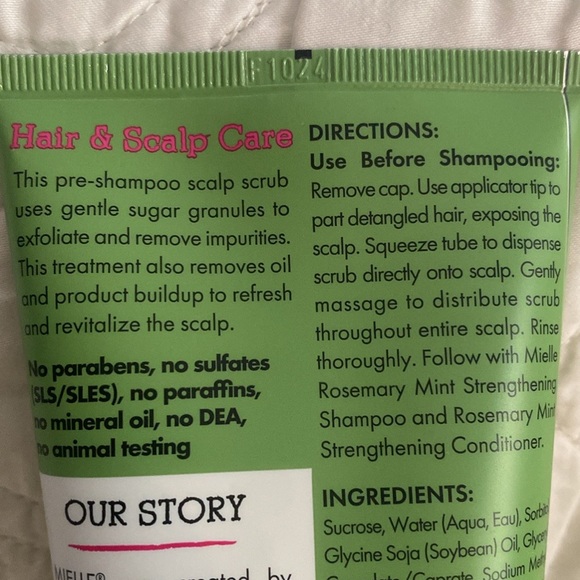 F1024
Hair & Scalp Care
This pre-shampoo scalp scrub
uses gentle sugar granules to
exfoliate and remove impurities.
This treatment also removes oil
and product buildup to refresh
and revitalize the scalp.
No parabens, no sulfates
(SLS/SLES), no paraffins,
no mineral oil, no DEA,
no animal testing
OUR STORY
MIELLE®
by
DIRECTIONS:
Use Before Shampooing:
Remove cap. Use applicator tip to
part detangled hair, exposing the
scalp. Squeeze tube to dispense
scrub directly onto scalp. Gently
massage to distribute scrub
throughout entire scalp. Rinse
thoroughly. Follow with Mielle
Rosemary Mint Strengthening
Shampoo and Rosemary Mint
Strengthening Conditioner.
INGREDIENTS:
Sucrose, Water (Aqua, Eau),
Glycine Soja (Soybean) Oil,
Sodium